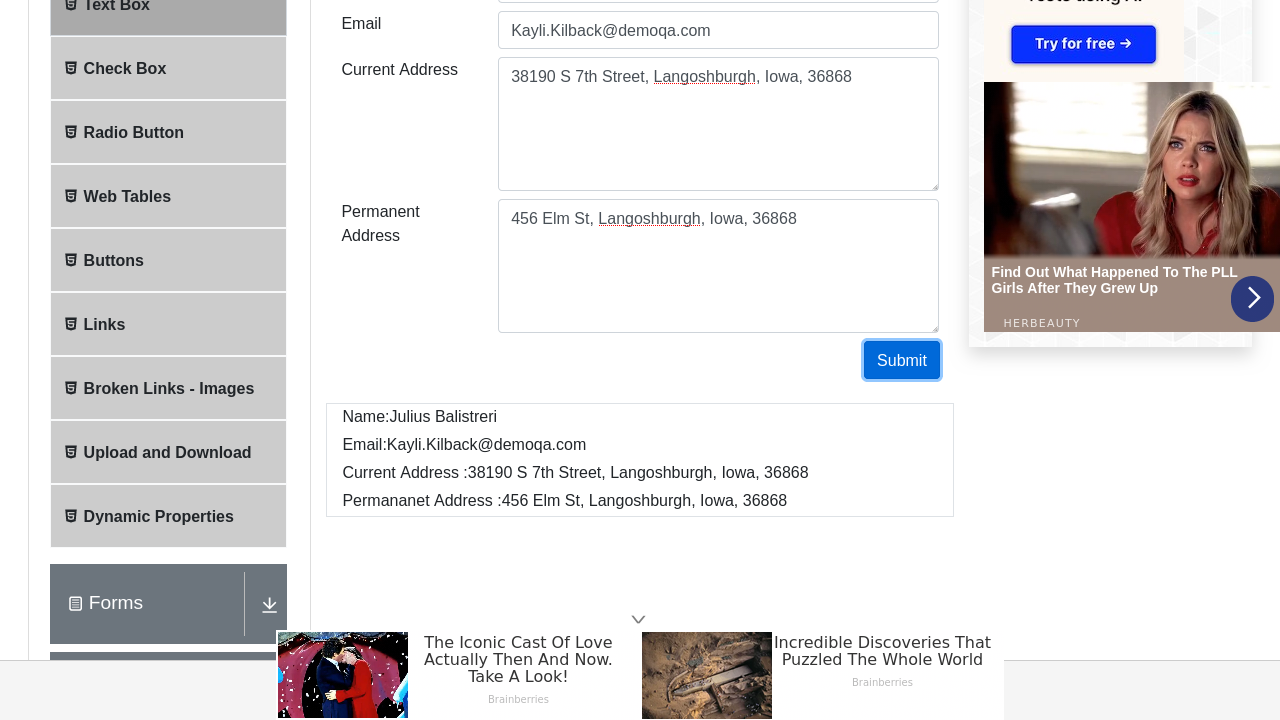 Text Box
Check Box
Radio Button
Web Tables
Buttons
Links
Broken Links - Images
Upload and Download
Dynamic Properties
Forms
Email
Kayli.Kilback@demoqa.com
Current Address
38190 S 7th Street, Langoshburgh, Iowa, 36868
Permanent
Address
456 Elm St, Langoshburgh, Iowa, 36868
Submit
Name:Julius Balistreri
Email:Kayli.Kilback@demoqa.com
Current Address :38190 S 7th Street, Langoshburgh, Iowa, 36868
Permananet Address :456 Elm St, Langoshburgh, Iowa, 36868
Try for free →
Find Out What Happened To The PLL
Girls After They Grew Up
HERBEAUTY
The Iconic Cast Of Love
Actually Then And Now.
Take A Look!
Brainberries
Incredible Discoveries That
Puzzled The Whole World
Brainberries